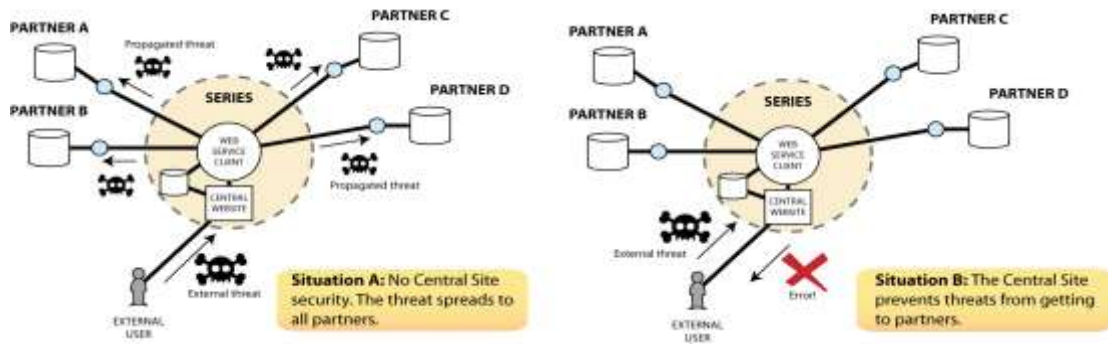 PARTNER A
Propagated threat
PARTNER C
PARTNER B
SERIES
PARTNER D
WEB
SERVICE
CLIENT
Propagated threat
CENTRAL
WEBSITE
External threat
EXTERNAL
USER
Situation A: No Central Site
security. The threat spreads to
all partners.
PARTNER A
PARTNER C
PARTNER B
SERIES
PARTNER D
WEB
SERVICE
CLIENT
CENTRAL
WEBSITE
External threat
Error!
EXTERNAL
USER
Situation B: The Central Site
prevents threats from getting
to partners.